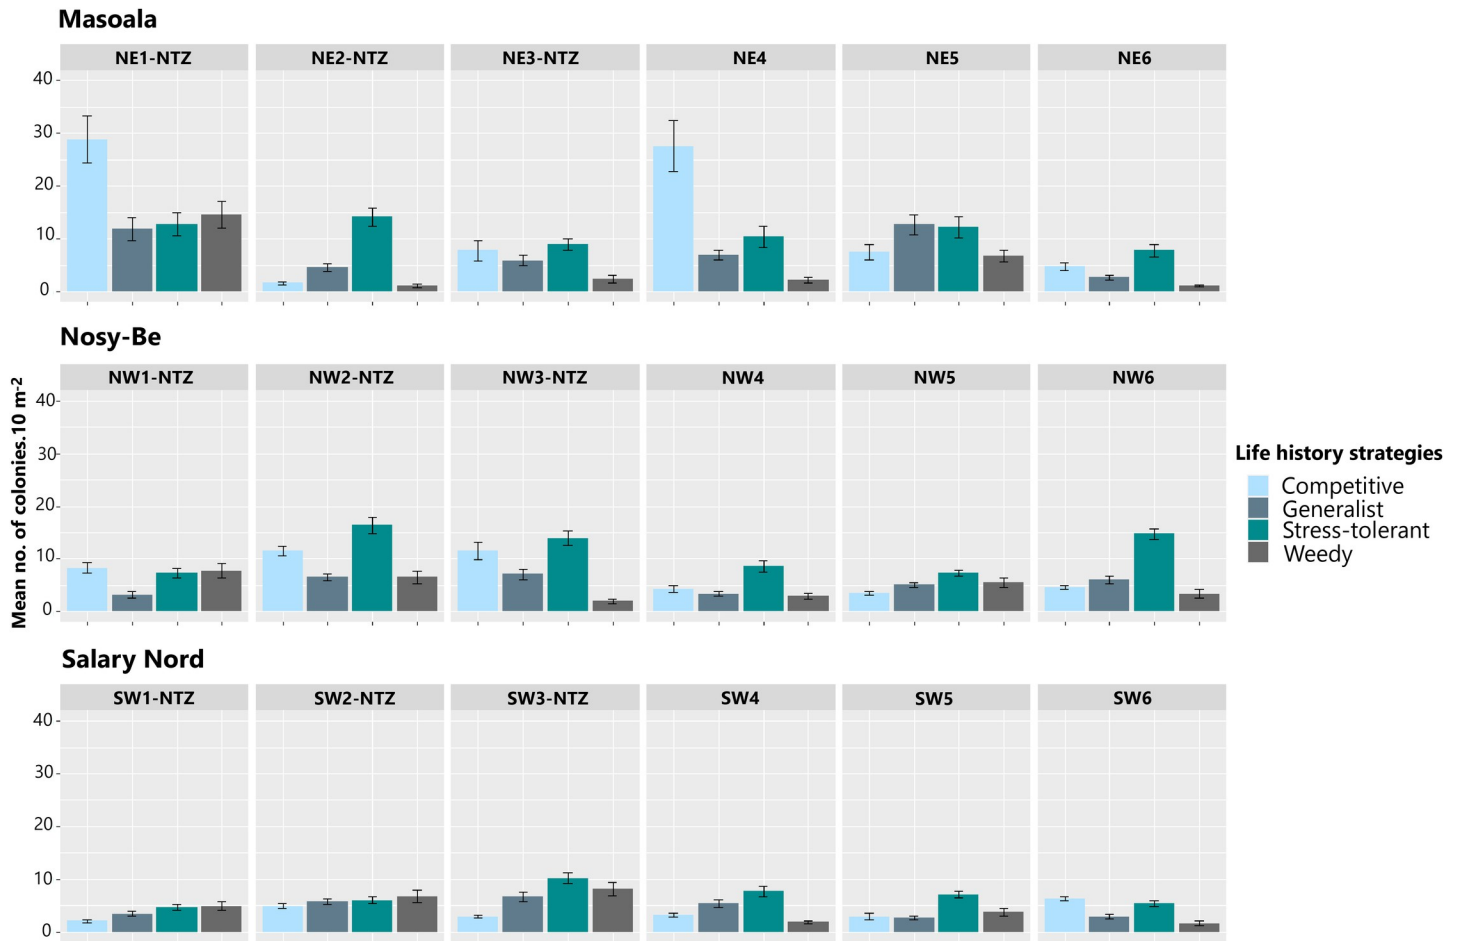 Masoala
NE1-NTZ NE2-NTZ NE3-NTZ NE4 NE5 NE6
40
30
20
10
0
Nosy-Be
NW1-NTZ NW2-NTZ NW3-NTZ NW4 NW5 NW6
40
30
20
10
0
Mean no. of colonies.10 m-2
Salary Nord
SW1-NTZ SW2-NTZ SW3-NTZ SW4 SW5 SW6
40
30
20
10
0
Life history strategies
Competitive
Generalist
Stress-tolerant
Weedy